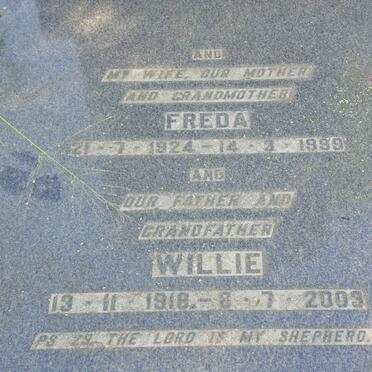 AND
MY WIFE, OUR MOTHER
AND GRANDMOTHER
FREDA
21 - 7 - 1924 - 14 - 3 - 1999
AND
OUR FATHER AND
GRANDFATHER
WILLIE
13 - 11 - 1918 - 8 - 7 - 2003
PS 23. THE LORD IS MY SHEPHERD.